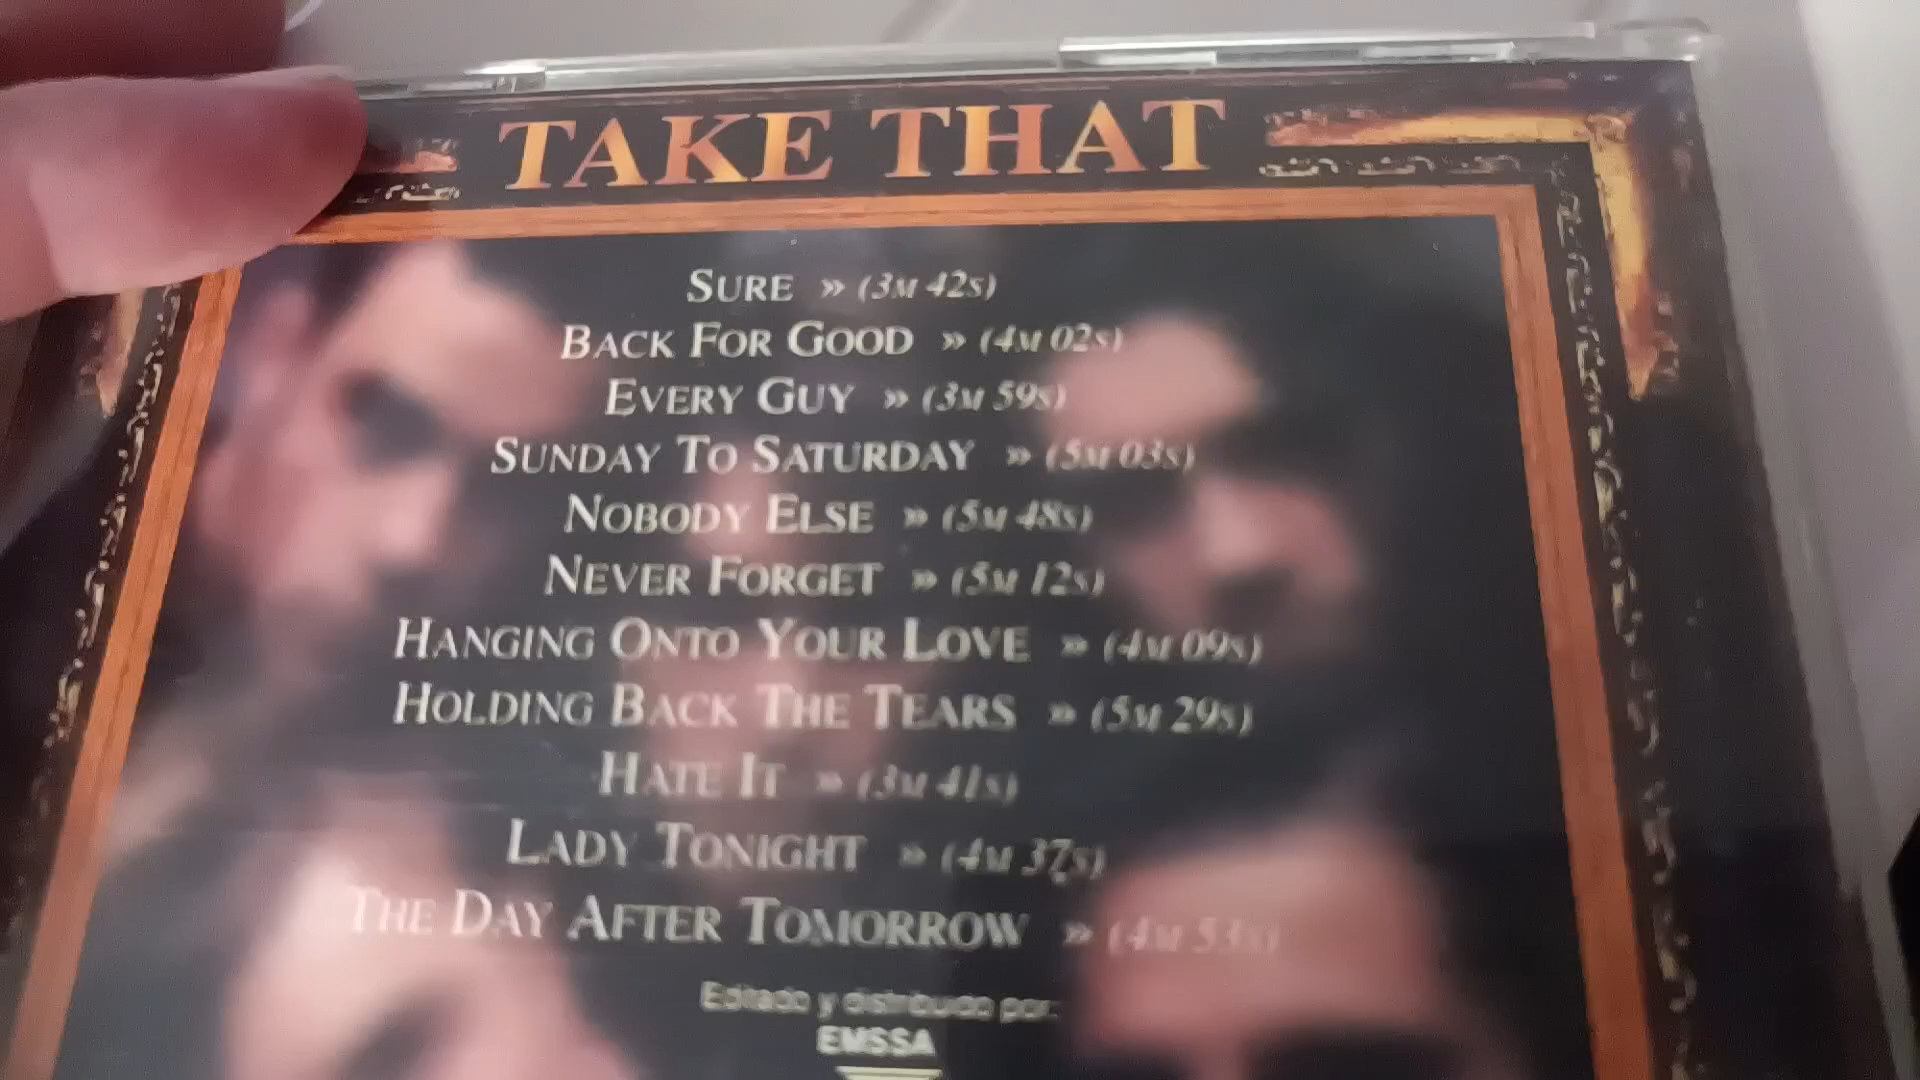 TAKE THAT
SURE » (3M 42S)
BACK FOR GOOD » (4M 02S)
EVERY GUY » (3M 59S)
SUNDAY TO SATURDAY » (5M 03S)
NOBODY ELSE » (5M 48S)
NEVER FORGET » (5M 12S)
HANGING ONTO YOUR LOVE » (4M 09S)
HOLDING BACK THE TEARS » (5M 29S)
HATE IT » (3M 41S)
LADY TONIGHT » (4M 37S)
THE DAY AFTER TOMORROW » (4M 53S)
Editado y distribuido por:
EMSSA